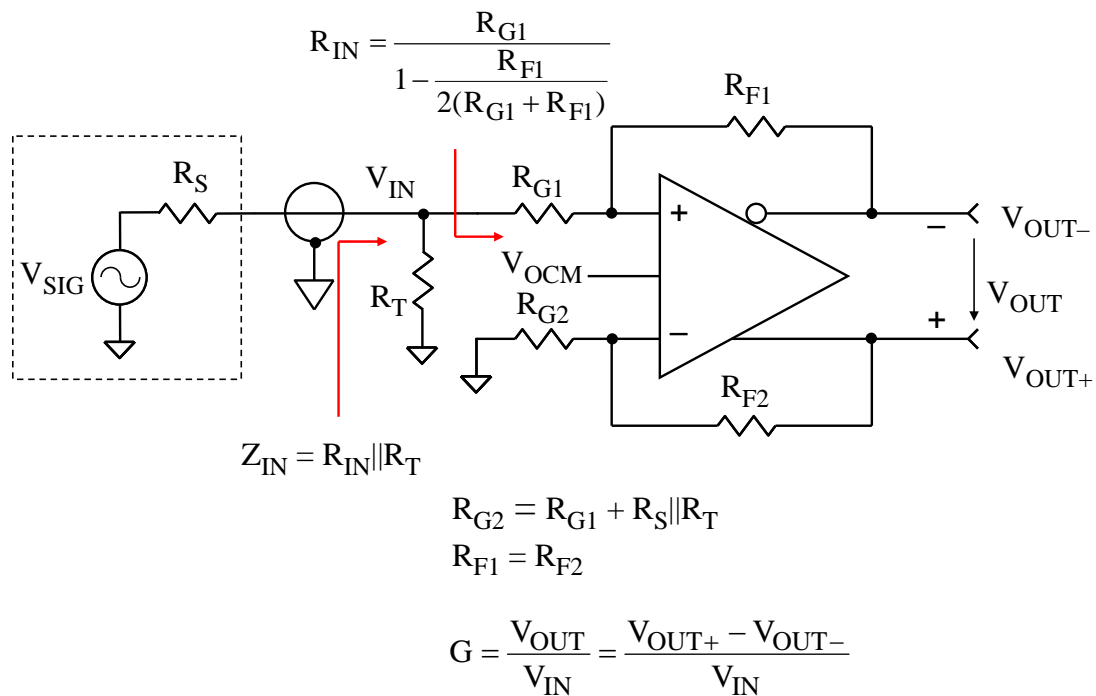 R_IN = R_G1 / (1 − R_F1 / 2(R_G1 + R_F1))
R_F1
R_S
V_IN
R_G1
+
−
V_OUT−
V_SIG
R_T
V_OCM
V_OUT
R_G2
−
+
V_OUT+
R_F2
Z_IN = R_IN||R_T
R_G2 = R_G1 + R_S||R_T
R_F1 = R_F2
G = V_OUT / V_IN = (V_OUT+ − V_OUT−) / V_IN